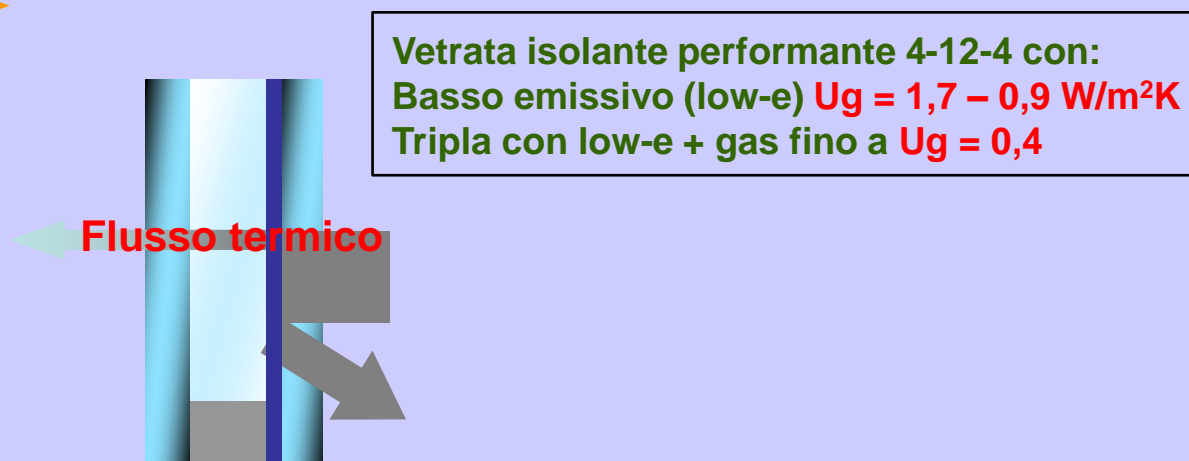 Vetrata isolante performante 4-12-4 con:
Basso emissivo (low-e) Ug = 1,7 – 0,9 W/m²K
Tripla con low-e + gas fino a Ug = 0,4
Flusso termico